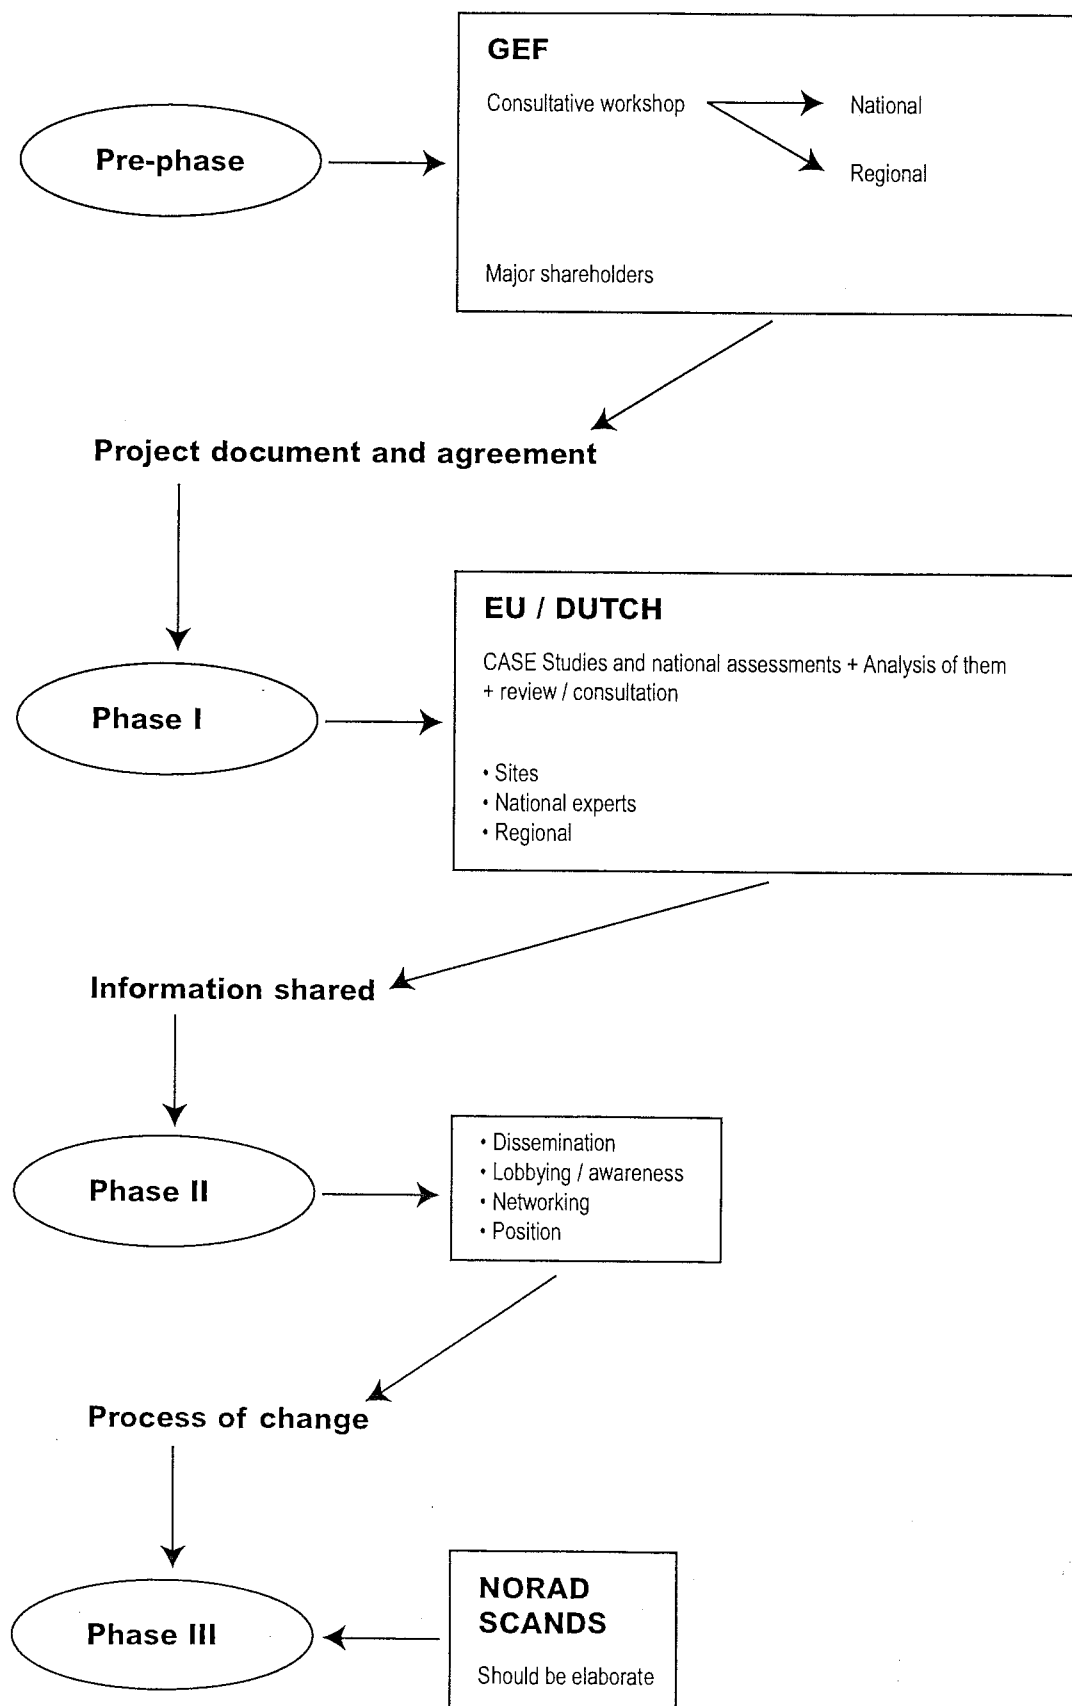 GEF
Consultative workshop
National
Pre-phase
Regional
Major shareholders
Project document and agreement
EU / DUTCH
CASE Studies and national assessments + Analysis of them
+ review / consultation
Phase I
• Sites
• National experts
• Regional
Information shared
• Dissemination
• Lobbying / awareness
Phase II
• Networking
• Position
Process of change
NORAD
SCANDS
Phase III
Should be elaborate